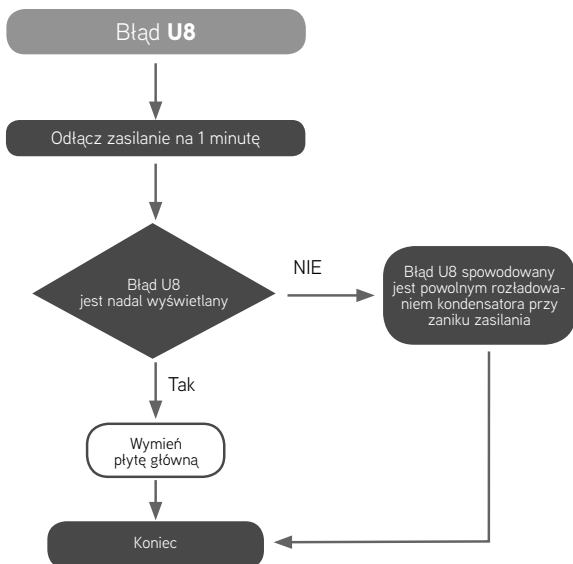 Błąd U8
Odłącz zasilanie na 1 minutę
Błąd U8
jest nadal wyświetlany
NIE
Błąd U8 spowodowany
jest powolnym rozładowa-
niem kondensatora przy
zaniku zasilania
Tak
Wymień
płytę główną
Koniec